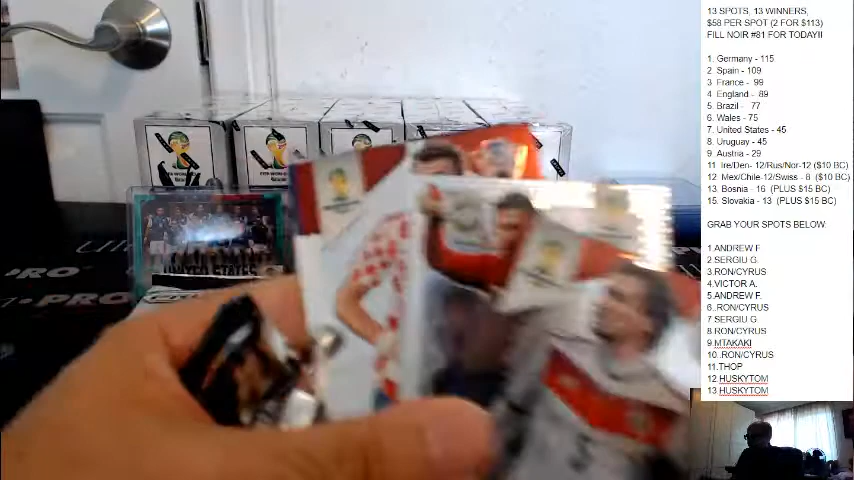 13 SPOTS, 13 WINNERS,
$58 PER SPOT (2 FOR $113)
FILL NOIR #81 FOR TODAY!!
1. Germany - 115
2 Spain - 109
3 France - 99
4 England - 89
5 Brazil - 77
6. Wales - 75
7. United States - 45
8. Uruguay - 45
9 Austria - 29
11 Ire/Den- 12/Rus/Nor-12 ($10 BC)
12 Mex/Chile-12/Swiss - 8 ($10 BC)
13. Bosnia - 16 (PLUS $15 BC)
15. Slovakia - 13 (PLUS $15 BC)
GRAB YOUR SPOTS BELOW:
1 ANDREW F
2 SERGIU G.
3.RON/CYRUS
4.VICTOR A.
5.ANDREW F.
6..RON/CYRUS
7 SERGIU G
8 RON/CYRUS
9.MTAKAKI
10..RON/CYRUS
11.THOP
12.HUSKYTOM
13 HUSKYTOM
UNITED STATES
PRO
PRO